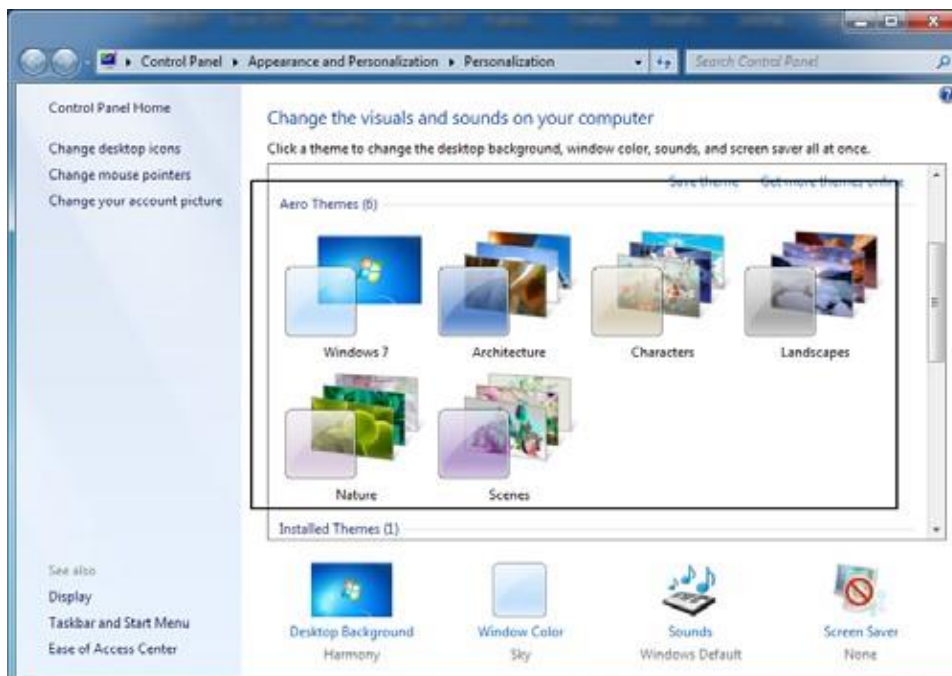 Control Panel ▸ Appearance and Personalization ▸ Personalization
Search Control Panel
Control Panel Home
Change desktop icons
Change mouse pointers
Change your account picture
See also
Display
Taskbar and Start Menu
Ease of Access Center
Change the visuals and sounds on your computer
Click a theme to change the desktop background, window color, sounds, and screen saver all at once.
Save theme Get more themes online
Aero Themes (6)
Windows 7 Architecture Characters Landscapes
Nature Scenes
Installed Themes (1)
Desktop Background Window Color Sounds Screen Saver
Harmony Sky Windows Default None